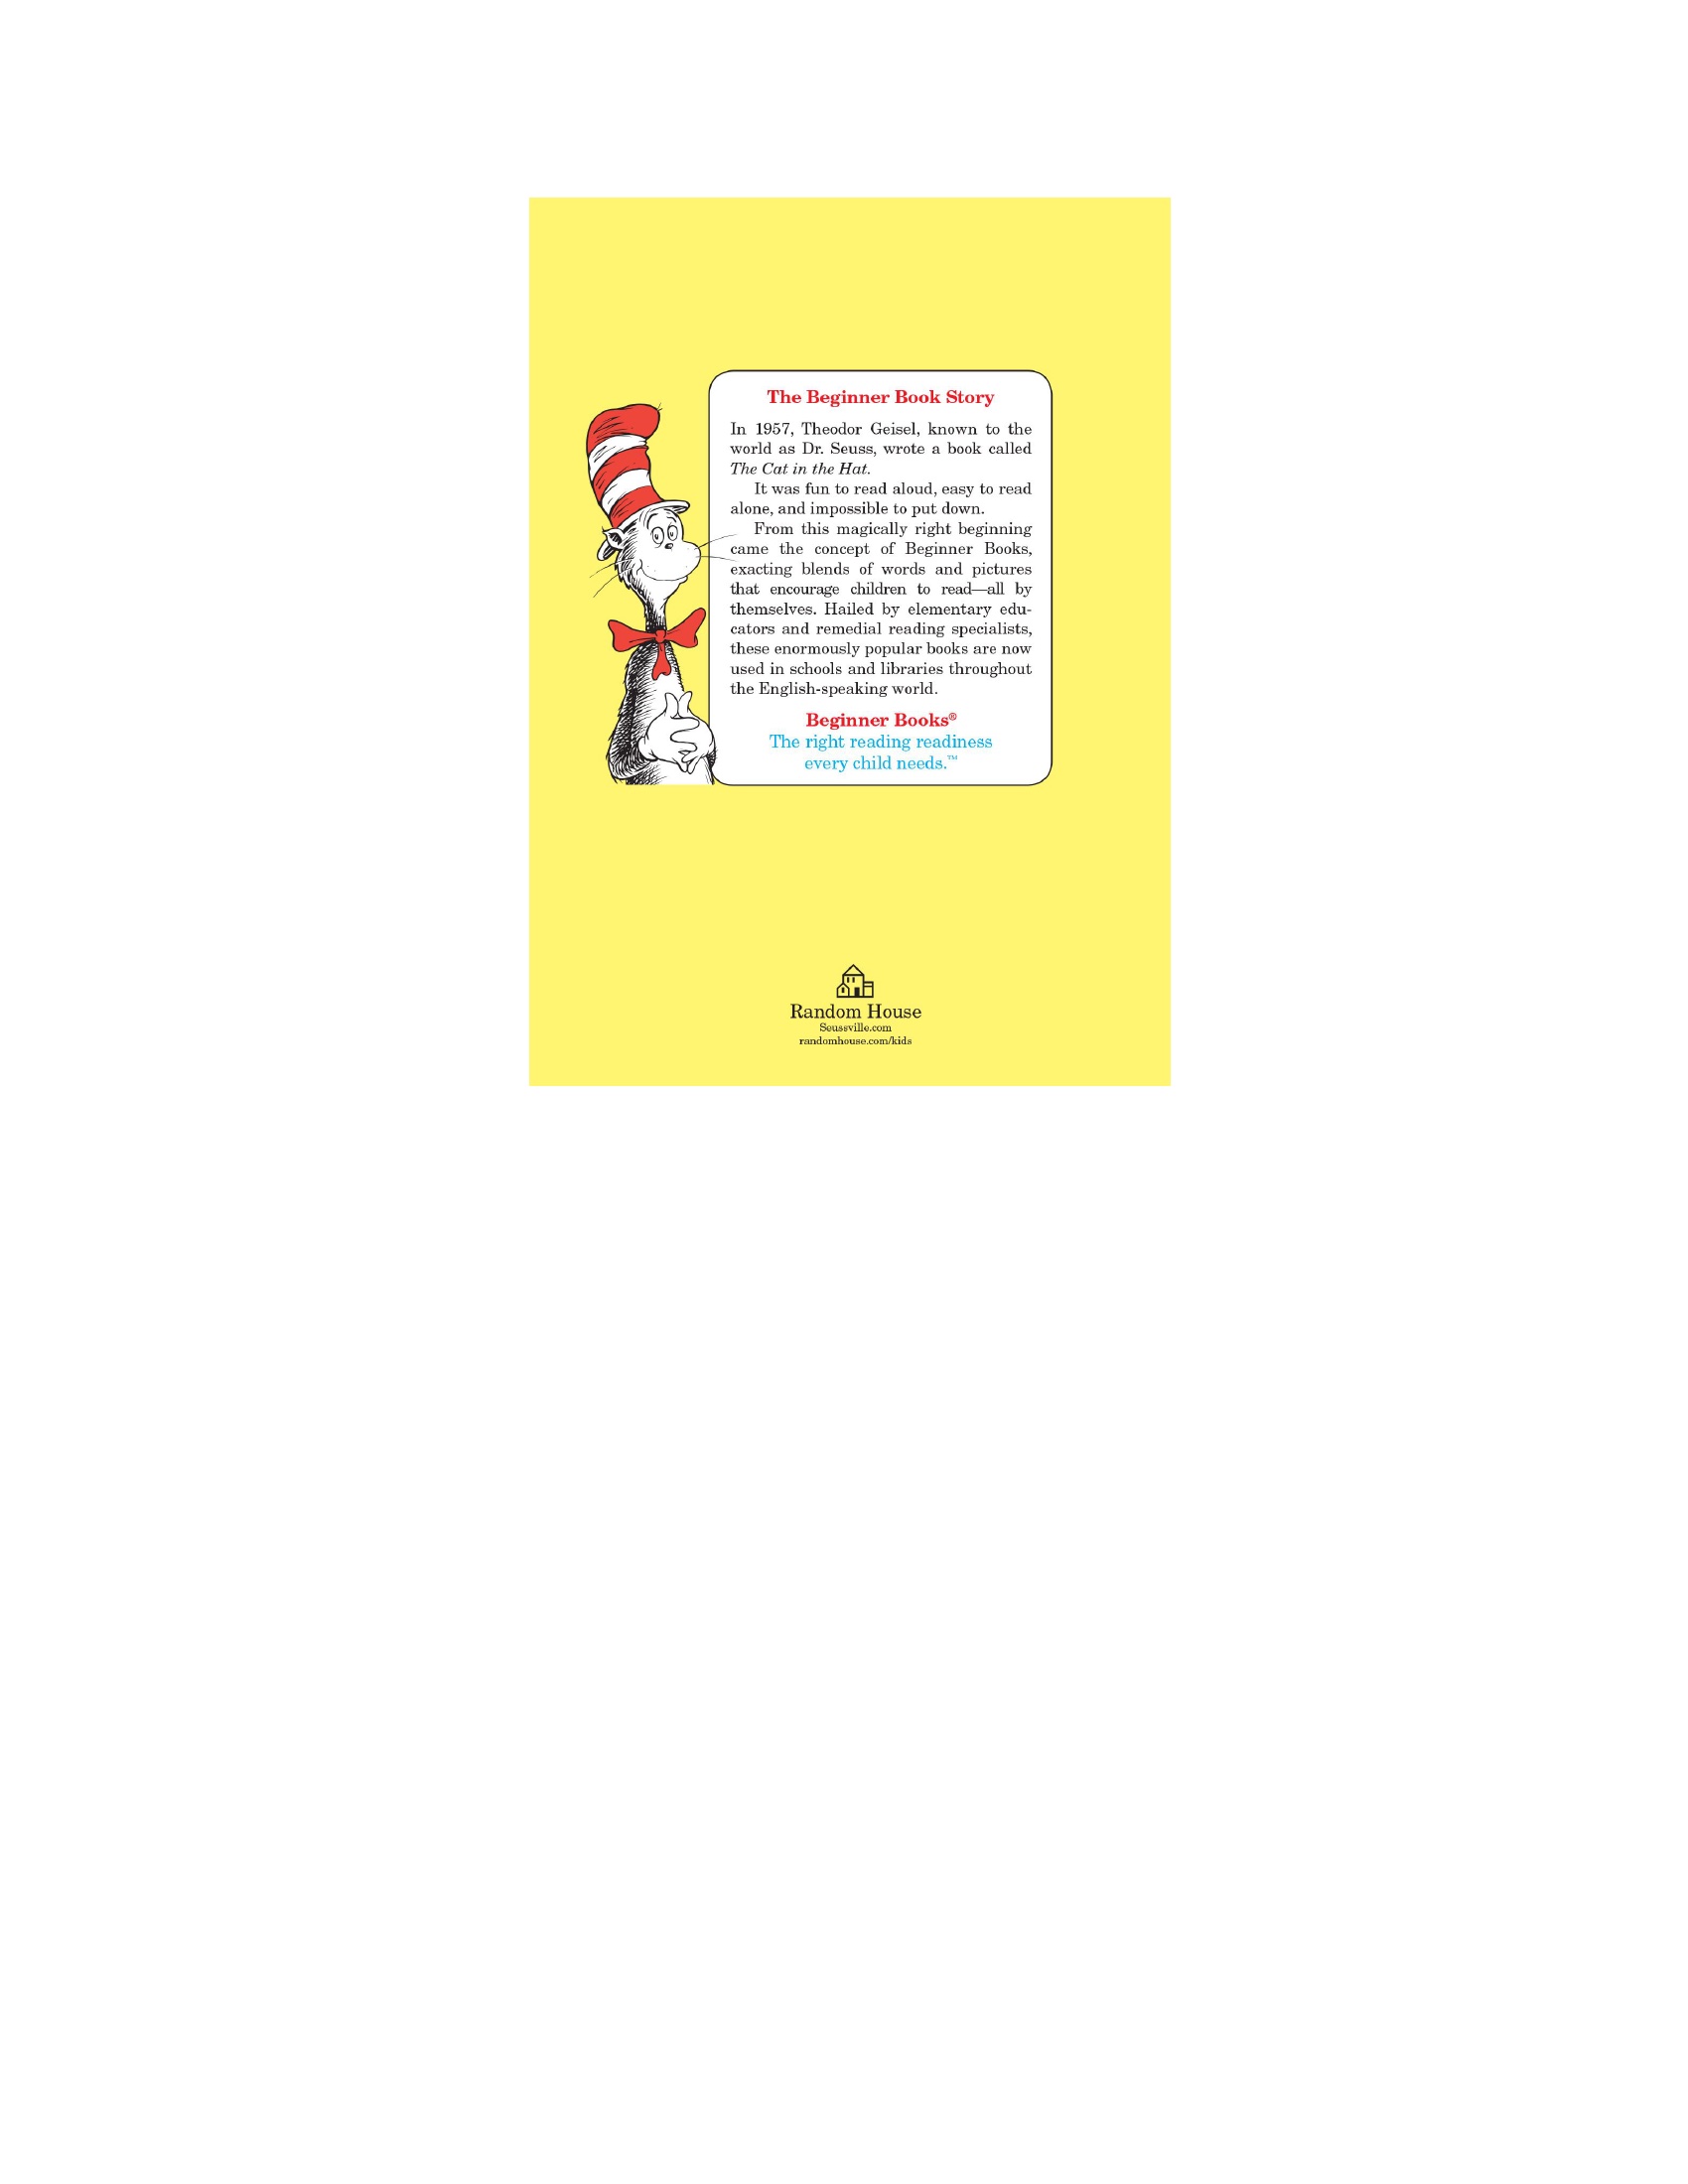 The Beginner Book Story
In 1957, Theodor Geisel, known to the
world as Dr. Seuss, wrote a book called
The Cat in the Hat.
It was fun to read aloud, easy to read
alone, and impossible to put down.
From this magically right beginning
came the concept of Beginner Books,
exacting blends of words and pictures
that encourage children to read—all by
themselves. Hailed by elementary edu-
cators and remedial reading specialists,
these enormously popular books are now
used in schools and libraries throughout
the English-speaking world.
Beginner Books®
The right reading readiness
every child needs.™
Random House
Seussville.com
randomhouse.com/kids